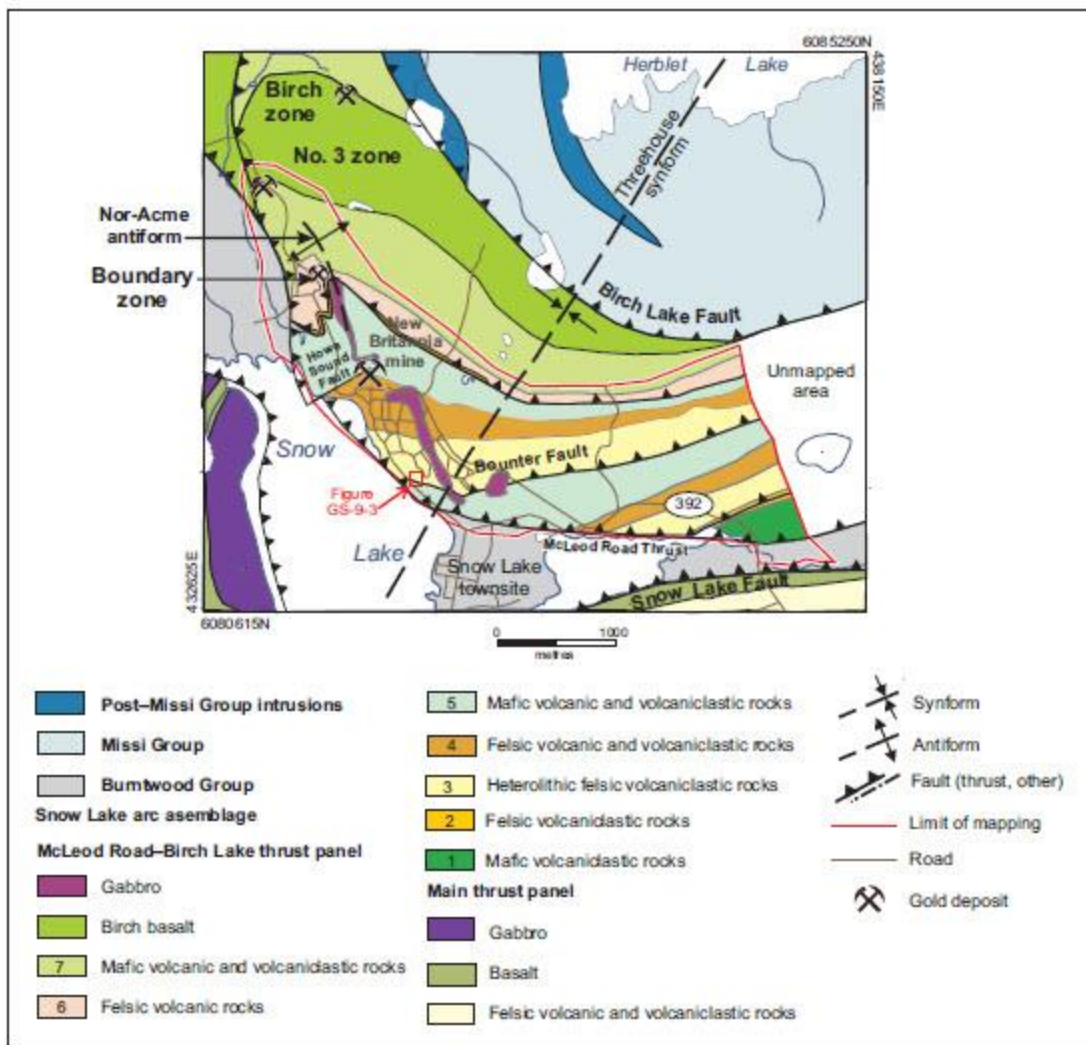 6085250N
438150E
Herblet Lake
Birch
zone
No. 3 zone
Threehouse
synform
Nor-Acme
antiform
Boundary
zone
Birch Lake Fault
New
Britannia
mine
Howe
Sound
Fault
Unmapped
area
Snow
Bounter Fault
Figure
GS-9-3
392
Lake
McLeod Road Thrust
Snow Lake
townsite
Snow Lake Fault
432625E
6080615N
0 1000
metres
Post–Missi Group intrusions
Missi Group
Burntwood Group
Snow Lake arc asemblage
McLeod Road–Birch Lake thrust panel
Gabbro
Birch basalt
7 Mafic volcanic and volcaniclastic rocks
6 Felsic volcanic rocks
5 Mafic volcanic and volcaniclastic rocks
4 Felsic volcanic and volcaniclastic rocks
3 Heterolithic felsic volcaniclastic rocks
2 Felsic volcaniclastic rocks
1 Mafic volcaniclastic rocks
Main thrust panel
Gabbro
Basalt
Felsic volcanic and volcaniclastic rocks
Synform
Antiform
Fault (thrust, other)
Limit of mapping
Road
Gold deposit